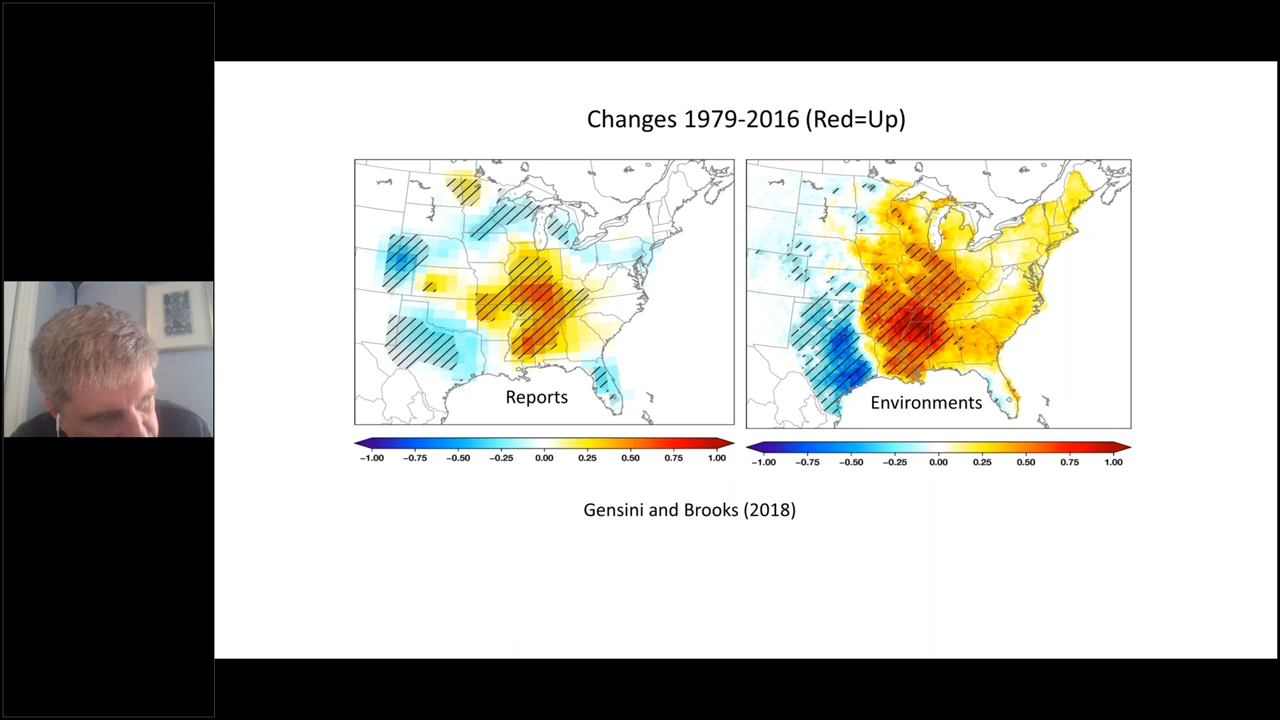 Changes 1979-2016 (Red=Up)
Reports
Environments
−1.00 −0.75 −0.50 −0.25 0.00 0.25 0.50 0.75 1.00
−1.00 −0.75 −0.50 −0.25 0.00 0.25 0.50 0.75 1.00
Gensini and Brooks (2018)